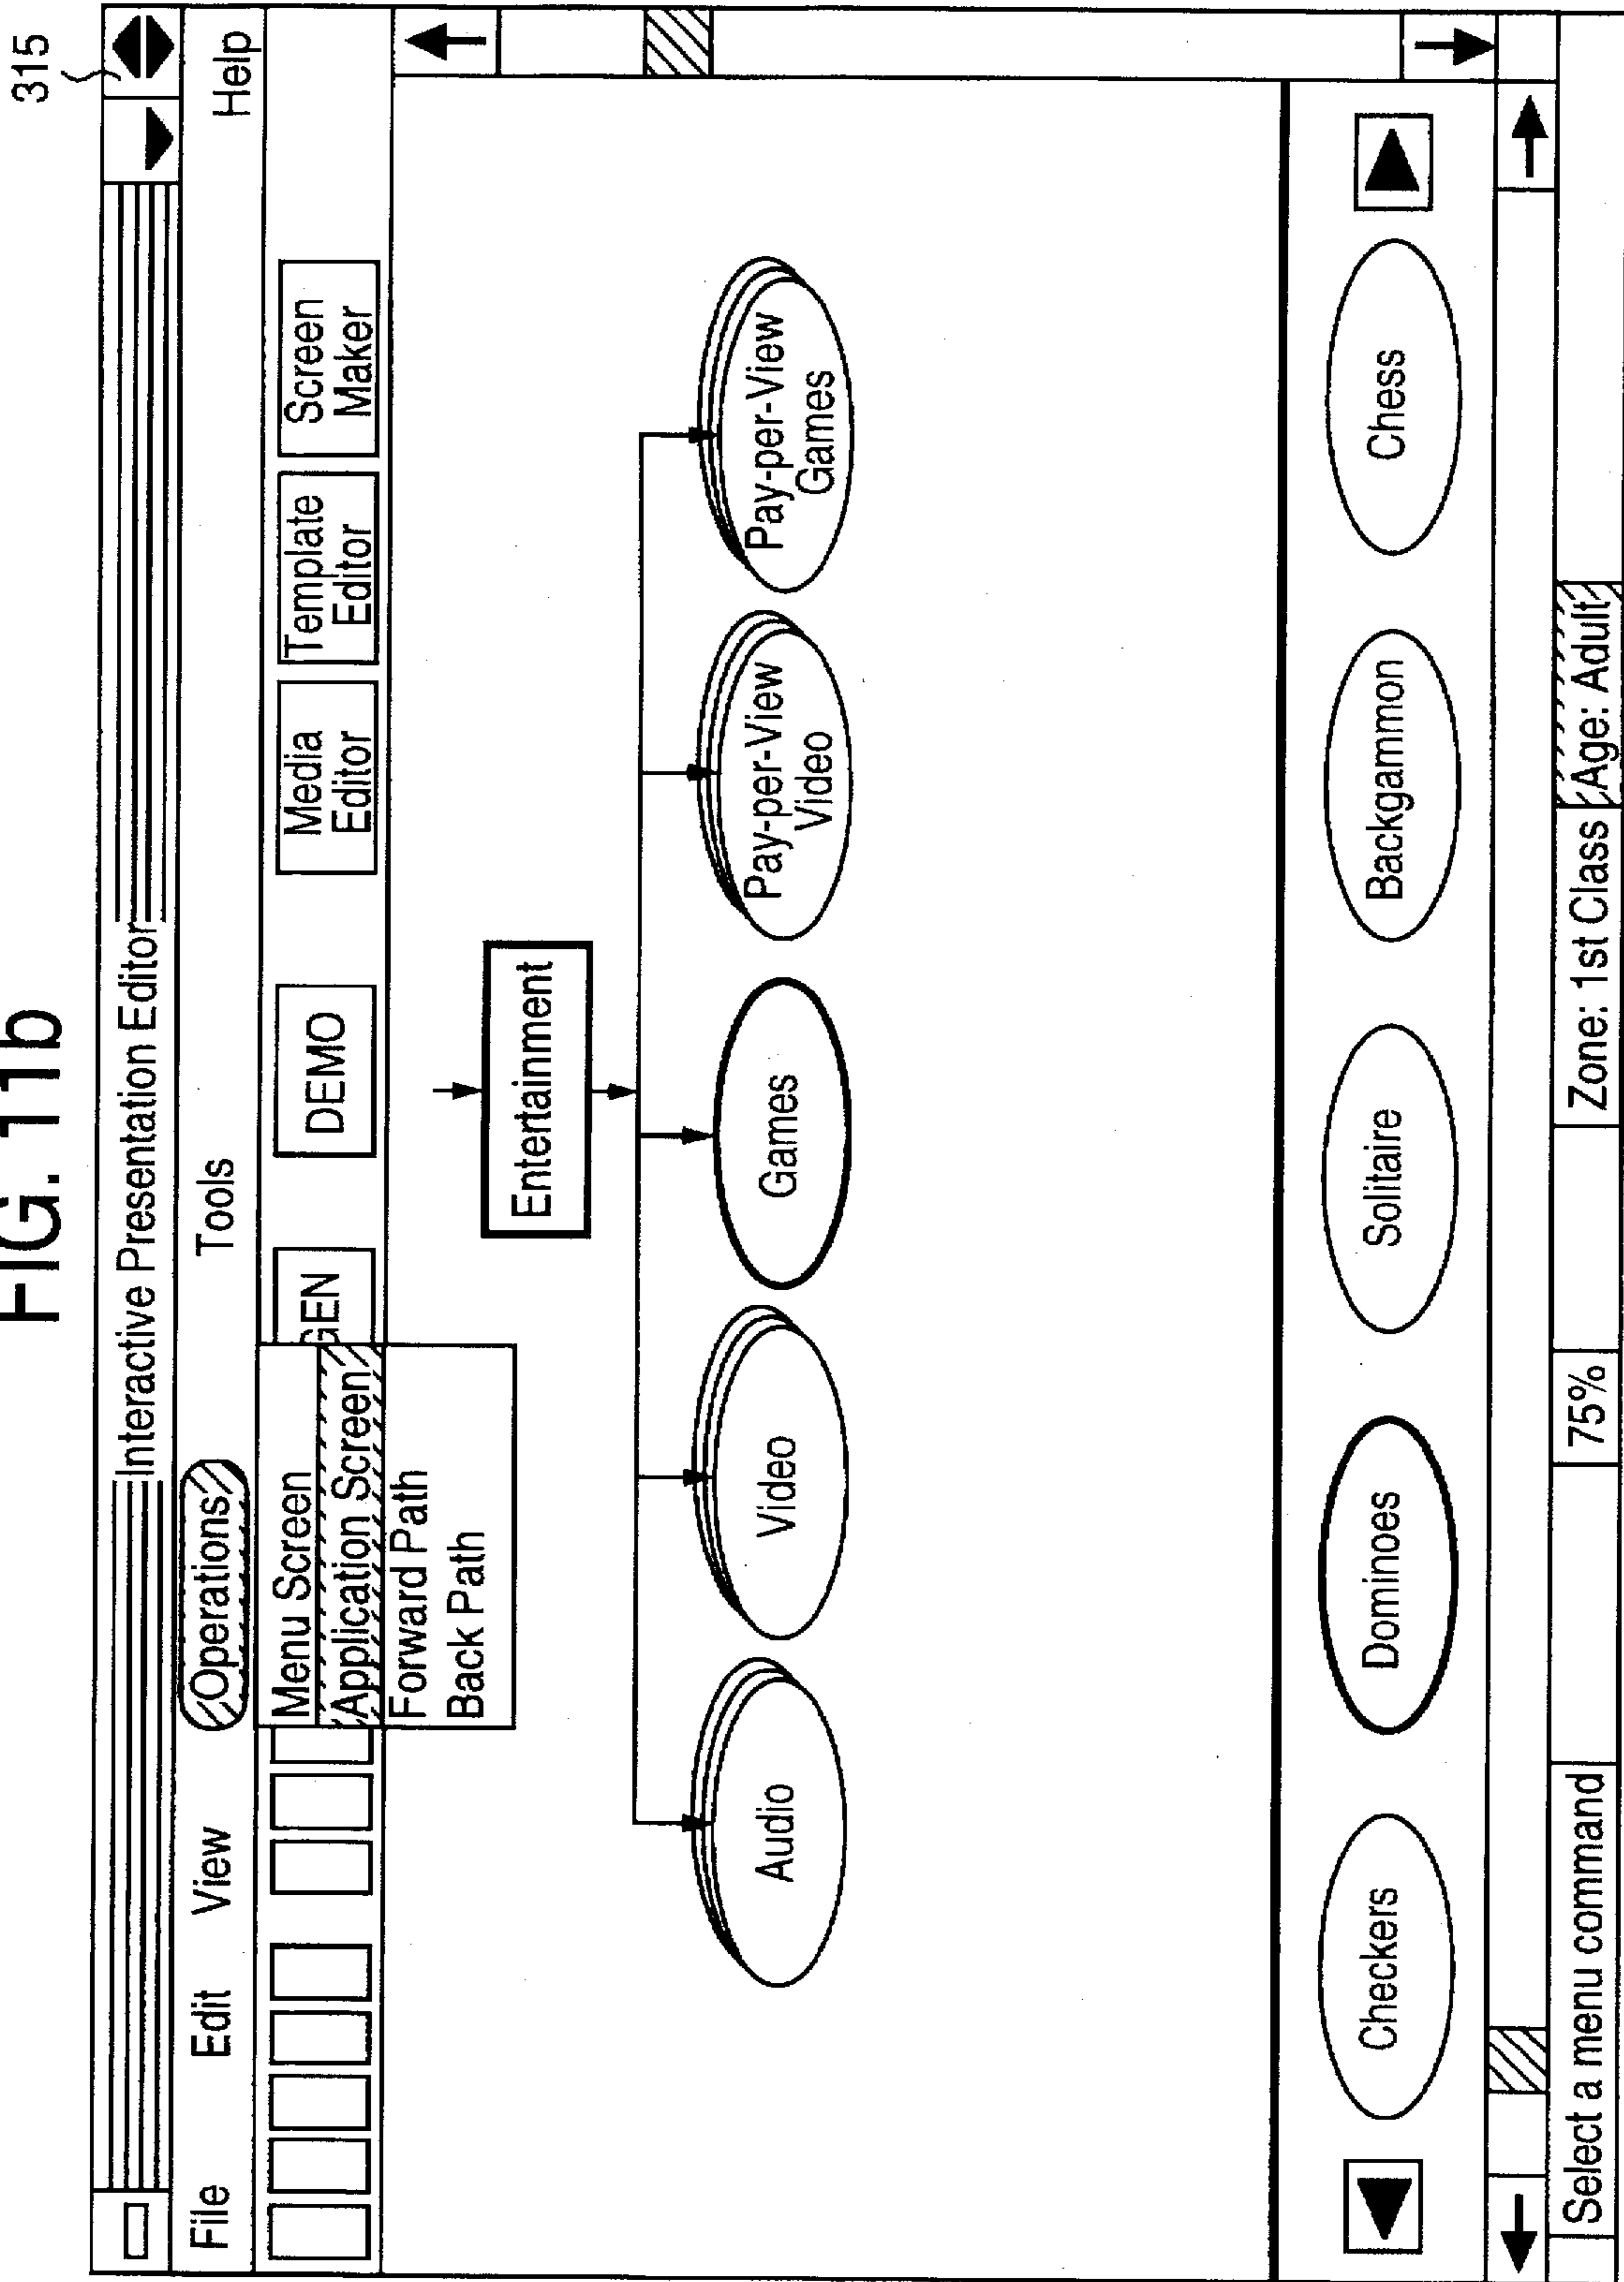 FIG. 11b
315
Interactive Presentation Editor
File Edit View Operations Tools Help
Menu Screen
Application Screen
Forward Path
Back Path
GEN
DEMO
Media
Editor
Template
Editor
Screen
Maker
Entertainment
Audio
Video
Games
Pay-per-View
Video
Pay-per-View
Games
Checkers
Dominoes
Solitaire
Backgammon
Chess
Select a menu command
75%
Zone: 1st Class
Age: Adult